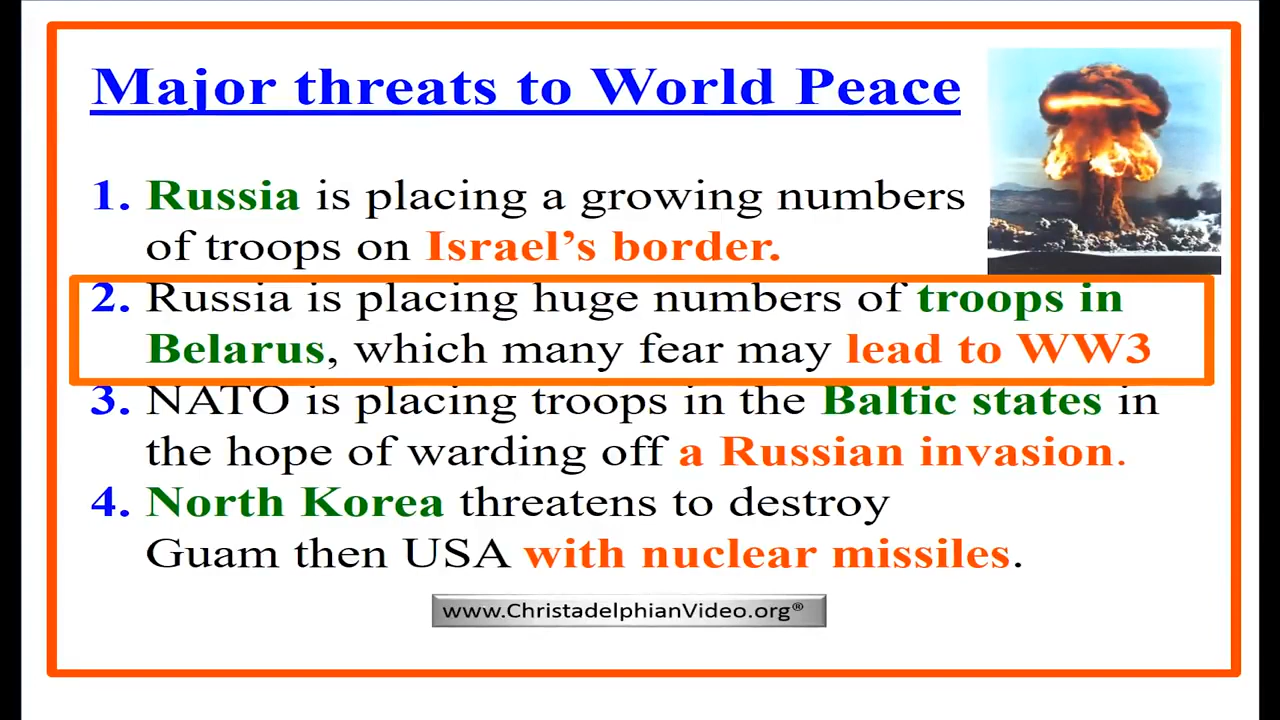 Major threats to World Peace
1. Russia is placing a growing numbers
of troops on Israel’s border.
2. Russia is placing huge numbers of troops in
Belarus, which many fear may lead to WW3
3. NATO is placing troops in the Baltic states in
the hope of warding off a Russian invasion.
4. North Korea threatens to destroy
Guam then USA with nuclear missiles.
www.ChristadelphianVideo.org®